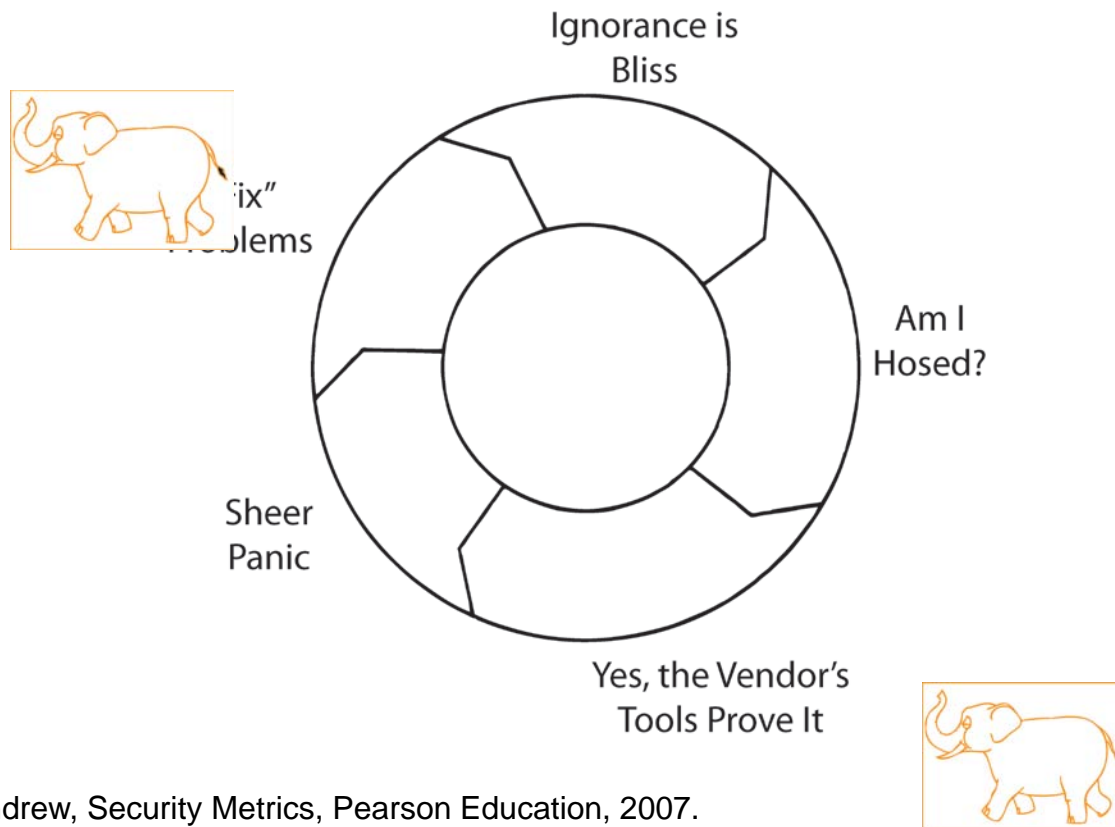 Ignorance is
Bliss
ix”
blems
Am I
Hosed?
Sheer
Panic
Yes, the Vendor’s
Tools Prove It
drew, Security Metrics, Pearson Education, 2007.